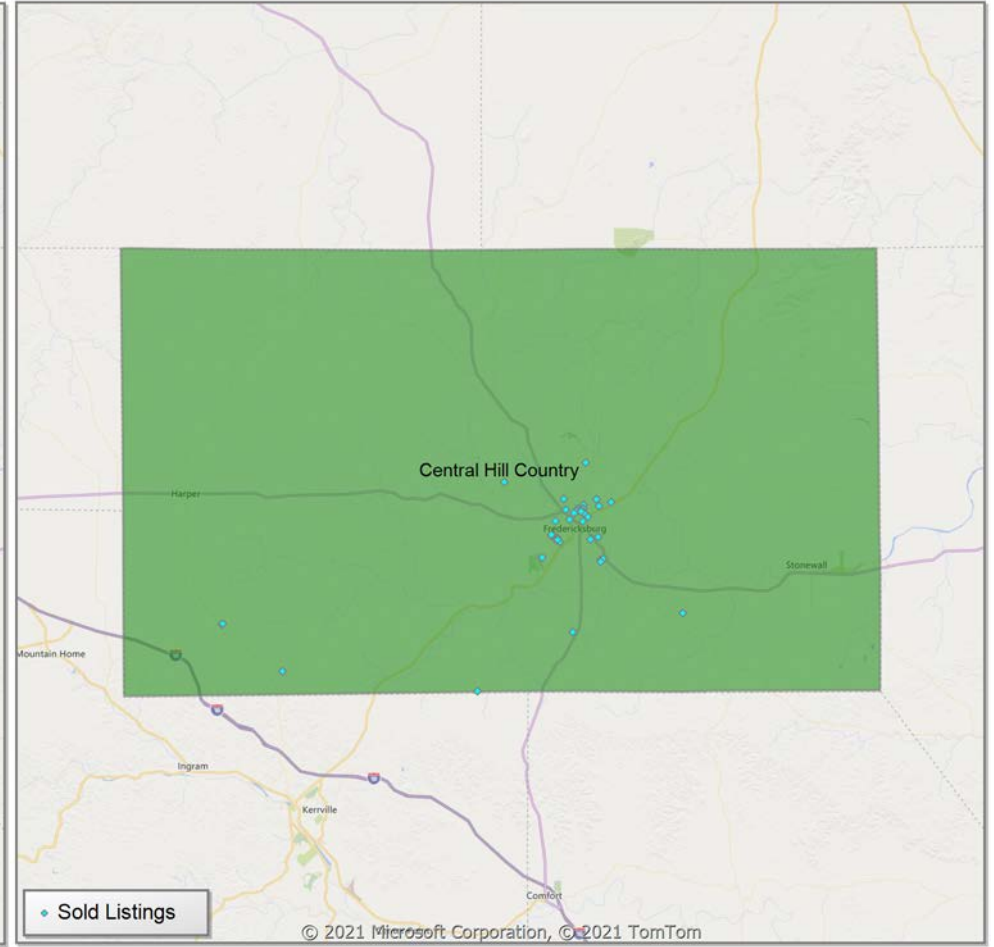 Central Hill Country
Harper
Fredericksburg
Stonewall
Mountain Home
Ingram
Kerrville
Comfort
Sold Listings
© 2021 Microsoft Corporation, © 2021 TomTom